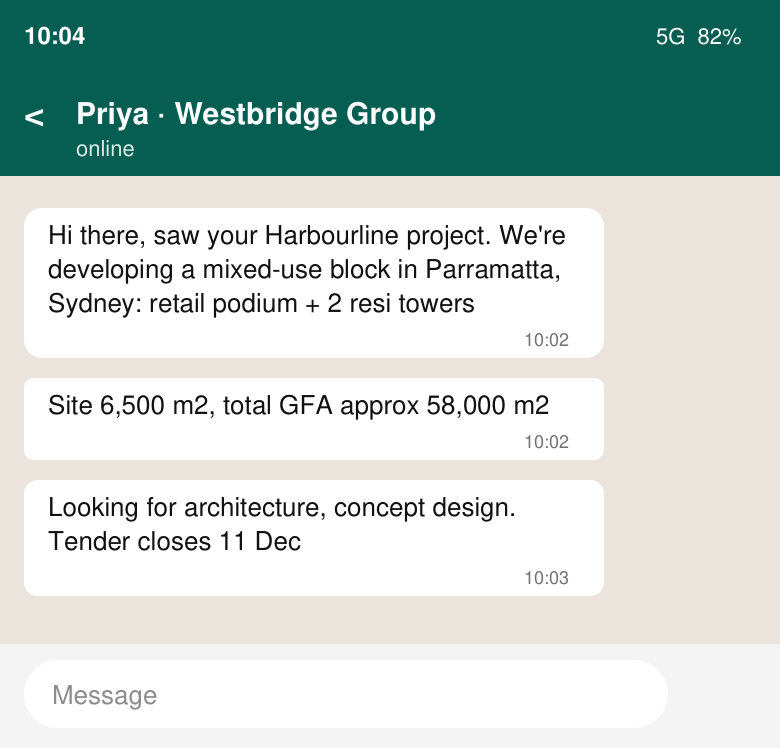 10:04
5G 82%
<
Priya · Westbridge Group
online
Hi there, saw your Harbourline project. We're
developing a mixed-use block in Parramatta,
Sydney: retail podium + 2 resi towers
10:02
Site 6,500 m2, total GFA approx 58,000 m2
10:02
Looking for architecture, concept design.
Tender closes 11 Dec
10:03
Message